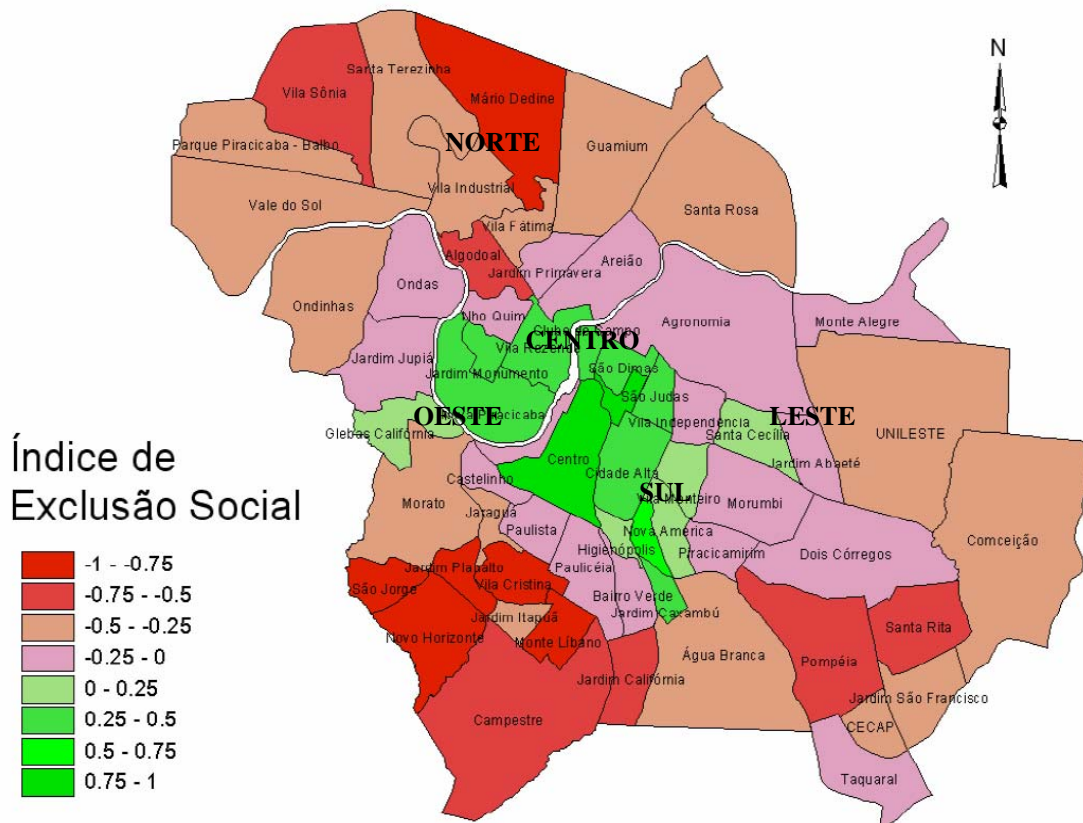 N
Santa Terezinha
Vila Sônia
Mário Dedine
NORTE
Parque Piracicaba - Balbo
Guamium
Vila Industrial
Vale do Sol
Santa Rosa
Vila Fátima
Algodoal
Areião
Jardim Primavera
Ondas
Ondinhas
Nho Quim
Agronomia
Monte Alegre
Clube de Campo
CENTRO
Vila Rezende
Jardim Jupiá
São Dimas
Jardim Monumento
São Judas
OESTE
Piracicaba
LESTE
Vila Independência
Glebas Califórnia
Santa Cecília
UNILESTE
Centro
Jardim Abaeté
Cidade Alta
Castelinho
SUL
Vila Monteiro
Morumbi
Morato
Jaraguá
Paulista
Nova América
Higienópolis
Piracicamirim
Dois Córregos
Comceição
Jardim Planalto
Paulicéia
São Jorge
Vila Cristina
Bairro Verde
Jardim Caxambú
Jardim Itapuã
Santa Rita
Novo Horizonte
Monte Líbano
Água Branca
Pompéia
Jardim Califórnia
Jardim São Francisco
Campestre
CECAP
Taquaral
Índice de
Exclusão Social
-1 - -0.75
-0.75 - -0.5
-0.5 - -0.25
-0.25 - 0
0 - 0.25
0.25 - 0.5
0.5 - 0.75
0.75 - 1